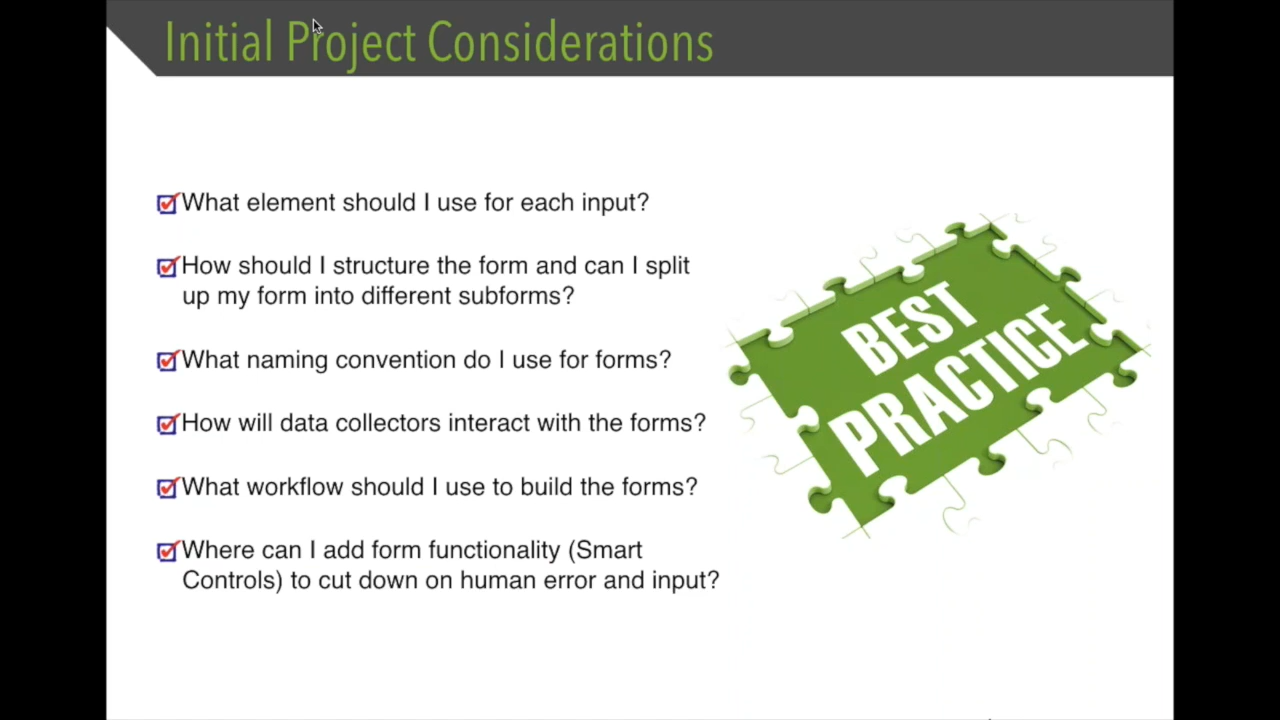 Initial Project Considerations
What element should I use for each input?
How should I structure the form and can I split
up my form into different subforms?
What naming convention do I use for forms?
How will data collectors interact with the forms?
What workflow should I use to build the forms?
Where can I add form functionality (Smart
Controls) to cut down on human error and input?
BEST
PRACTICE